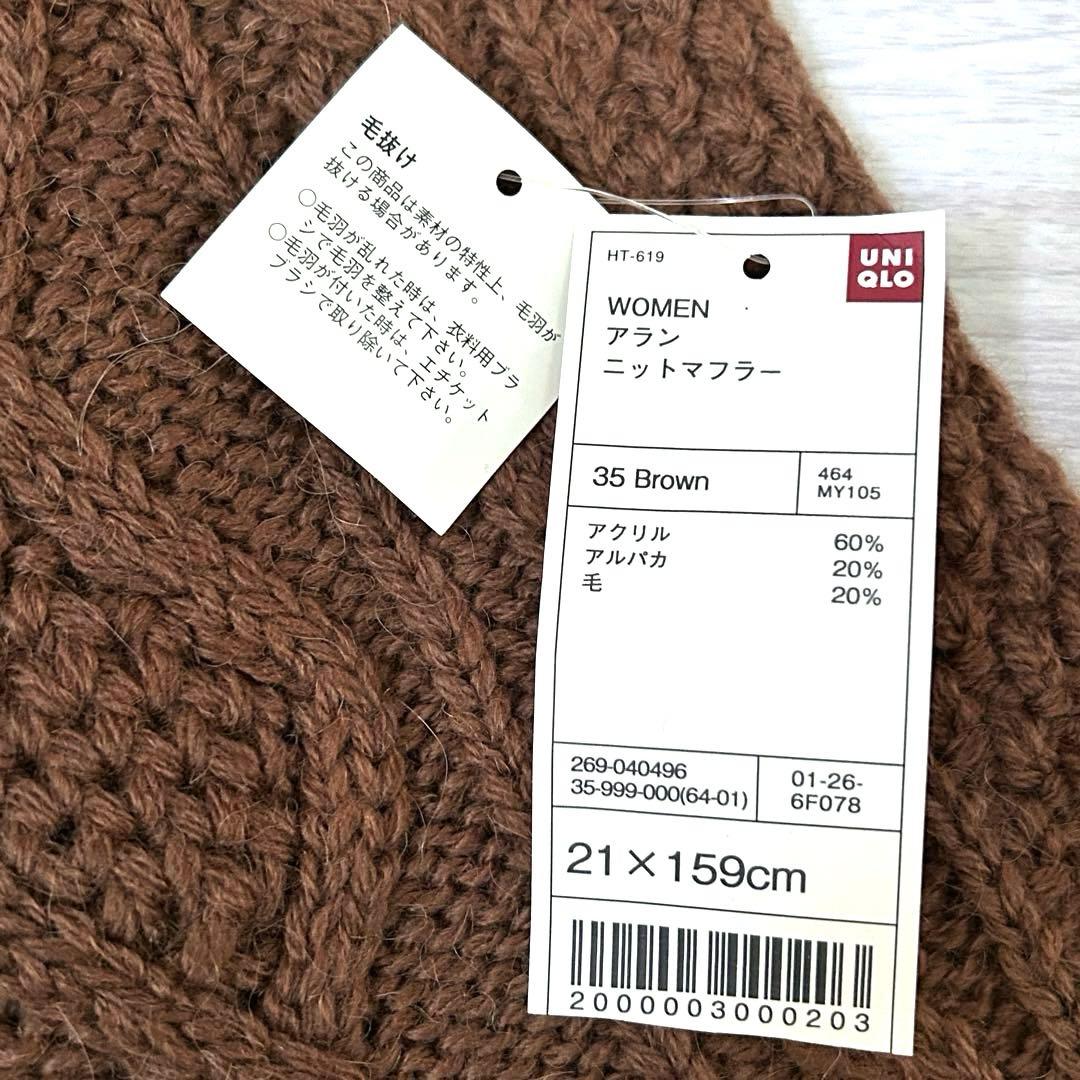 毛抜け
この商品は素材の特性上、毛羽が
抜ける場合があります。
○毛羽が乱れた時は、衣料用ブラ
シで毛羽を整えて下さい。
○毛羽が付いた時は、エチケット
ブラシで取り除いて下さい。
HT-619
UNI
QLO
WOMEN
アラン
ニットマフラー
35 Brown
464
MY105
アクリル 60%
アルパカ 20%
毛 20%
269-040496
35-999-000(64-01)
01-26-
6F078
21×159cm
2000003000203